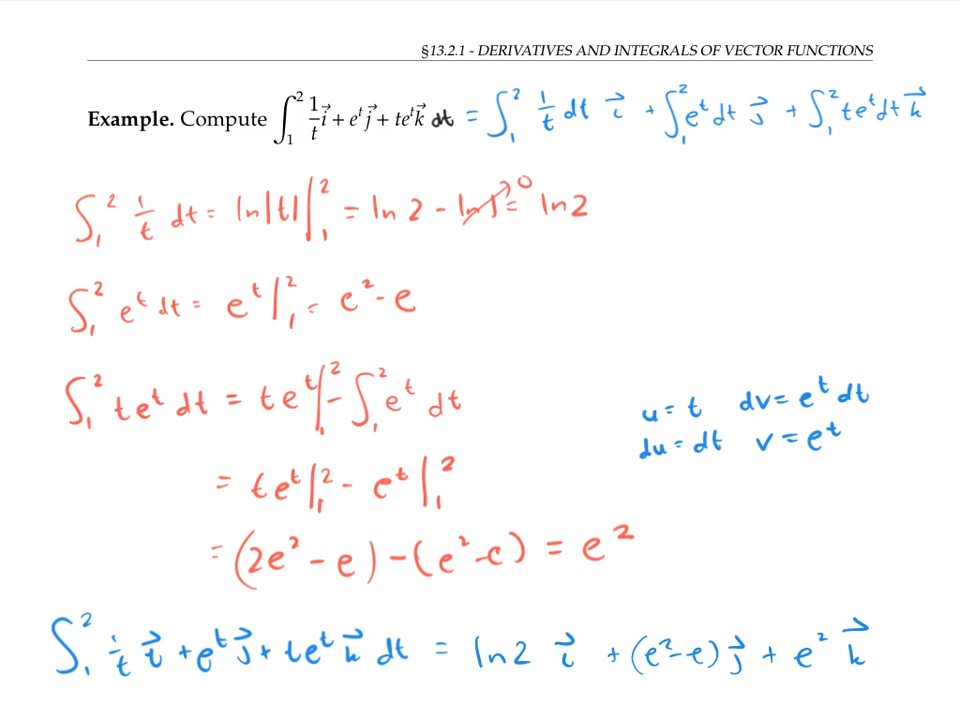 §13.2.1 - DERIVATIVES AND INTEGRALS OF VECTOR FUNCTIONS
Example. Compute ∫₁² 1/t i⃗ + eᵗ j⃗ + teᵗ k⃗ dt = ∫₁² 1/t dt i⃗ + ∫₁² eᵗ dt j⃗ + ∫₁² teᵗ dt k⃗
∫₁² 1/t dt = ln|t| |₁² = ln 2 - ln 1 → 0 = ln 2
∫₁² eᵗ dt = eᵗ |₁² = e² - e
∫₁² teᵗ dt = teᵗ |₁² - ∫₁² eᵗ dt
u = t dv = eᵗ dt
du = dt v = eᵗ
= teᵗ |₁² - eᵗ |₁²
= (2e² - e) - (e² - e) = e²
∫₁² 1/t i⃗ + eᵗ j⃗ + teᵗ k⃗ dt = ln 2 i⃗ + (e² - e) j⃗ + e² k⃗